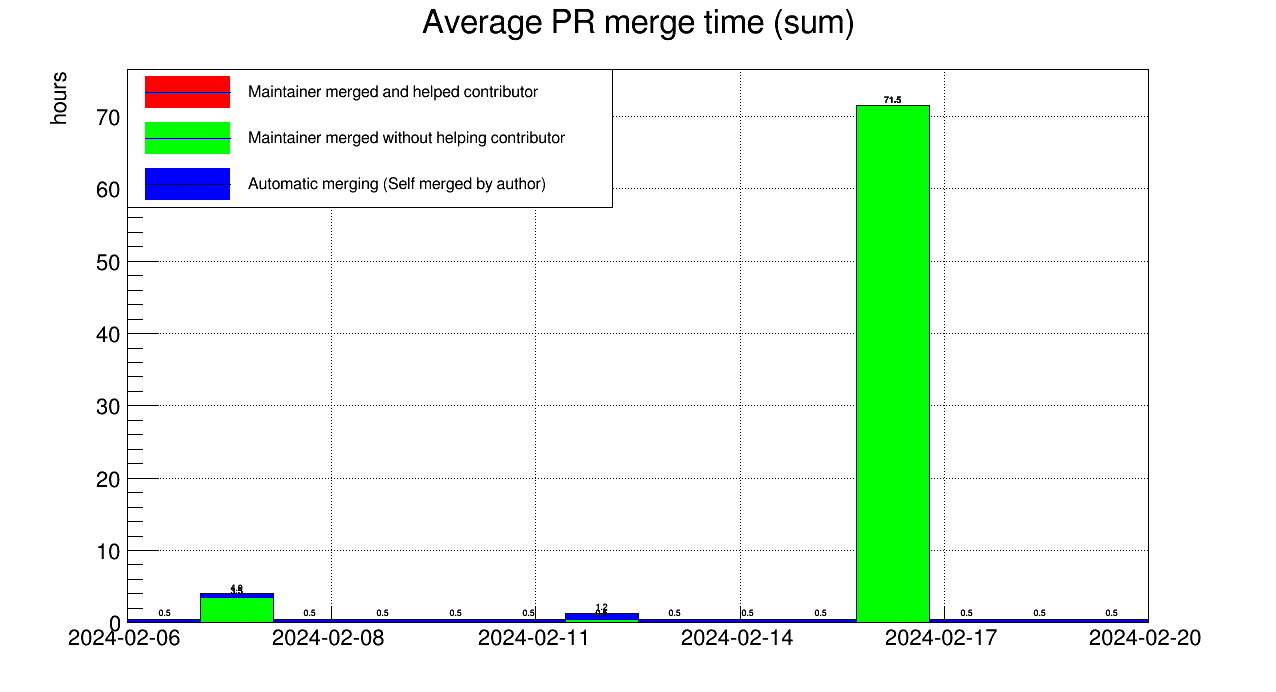 Average PR merge time (sum)
hours
Maintainer merged and helped contributor
Maintainer merged without helping contributor
Automatic merging (Self merged by author)
70
60
50
40
30
20
10
0
71.5
1.2
0.5 0.5 0.5 0.5 0.5 0.5 0.5 0.5 0.5 0.5 0.5
2024-02-06 2024-02-08 2024-02-11 2024-02-14 2024-02-17 2024-02-20